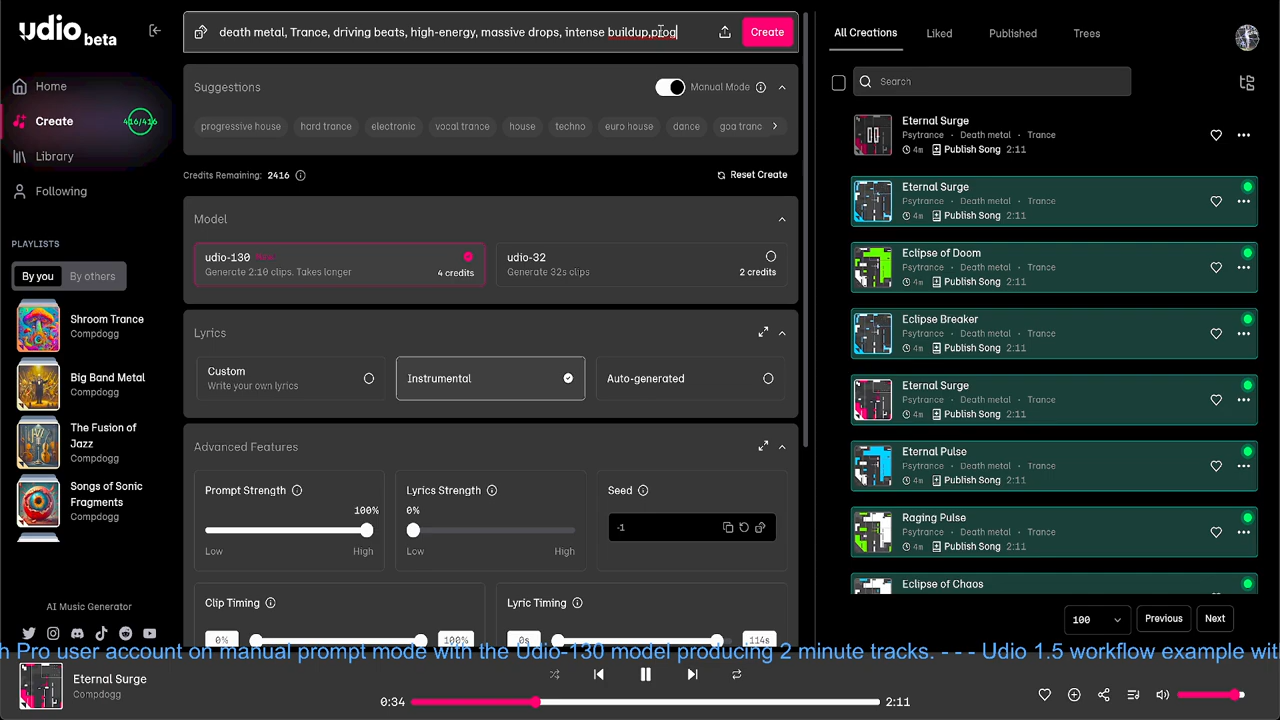 udio beta
death metal, Trance, driving beats, high-energy, massive drops, intense buildup,prog
Create
Home
Create
416/416
Library
Following
PLAYLISTS
By you
By others
Shroom Trance
Compdogg
Big Band Metal
Compdogg
The Fusion of
Jazz
Compdogg
Songs of Sonic
Fragments
Compdogg
AI Music Generator
Suggestions
Manual Mode
progressive house
hard trance
electronic
vocal trance
house
techno
euro house
dance
goa tranc
Credits Remaining: 2416
Reset Create
Model
udio-130
Generate 2:10 clips. Takes longer
4 credits
udio-32
Generate 32s clips
2 credits
Lyrics
Custom
Write your own lyrics
Instrumental
Auto-generated
Advanced Features
Prompt Strength
100%
Low
High
Lyrics Strength
0%
Low
High
Seed
-1
Clip Timing
0%
100%
Lyric Timing
0s
114s
All Creations
Liked
Published
Trees
Search
Eternal Surge
Psytrance · Death metal · Trance
4m Publish Song 2:11
Eternal Surge
Psytrance · Death metal · Trance
4m Publish Song 2:11
Eclipse of Doom
Psytrance · Death metal · Trance
4m Publish Song 2:11
Eclipse Breaker
Psytrance · Death metal · Trance
4m Publish Song 2:11
Eternal Surge
Psytrance · Death metal · Trance
4m Publish Song 2:11
Eternal Pulse
Psytrance · Death metal · Trance
4m Publish Song 2:11
Raging Pulse
Psytrance · Death metal · Trance
4m Publish Song 2:11
Eclipse of Chaos
100
Previous
Next
h Pro user account on manual prompt mode with the Udio-130 model producing 2 minute tracks. - - - Udio 1.5 workflow example wit
Eternal Surge
Compdogg
0:34
2:11